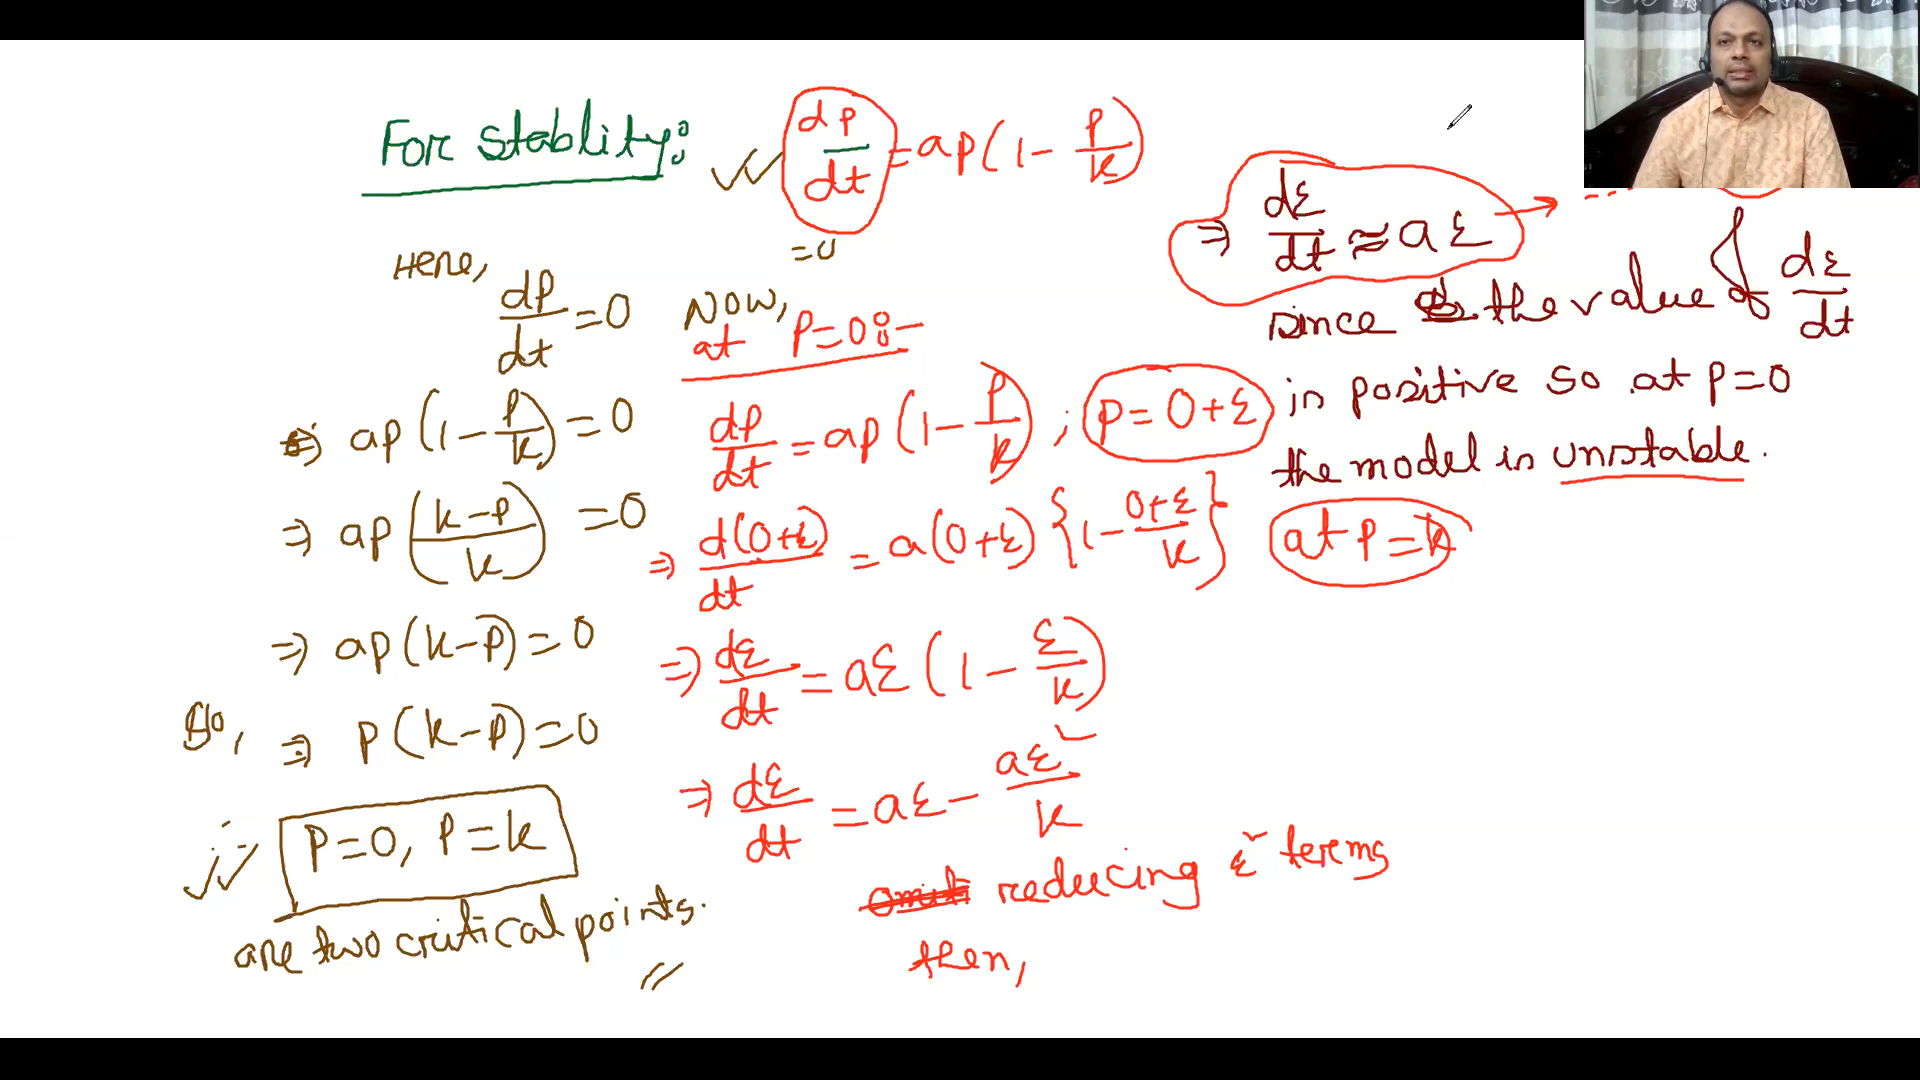 For stablity:
dp/dt = ap(1 - p/k)
=0
Here,
dp/dt = 0
⇒ ap(1 - p/k) = 0
⇒ ap((k-p)/k) = 0
⇒ ap(k-p) = 0
So, ⇒ p(k-p) = 0
P=0, P=k
are two critical points.
Now,
at P=0:-
dp/dt = ap(1 - p/k) ; p = 0+ε
⇒ d(0+ε)/dt = a(0+ε){1 - (0+ε)/k}
⇒ dε/dt = aε(1 - ε/k)
⇒ dε/dt = aε - aε²/k
reducing ε² terms
then,
⇒ dε/dt ≈ aε →
since the value of dε/dt
is positive so at p=0
the model is unstable.
at p=k